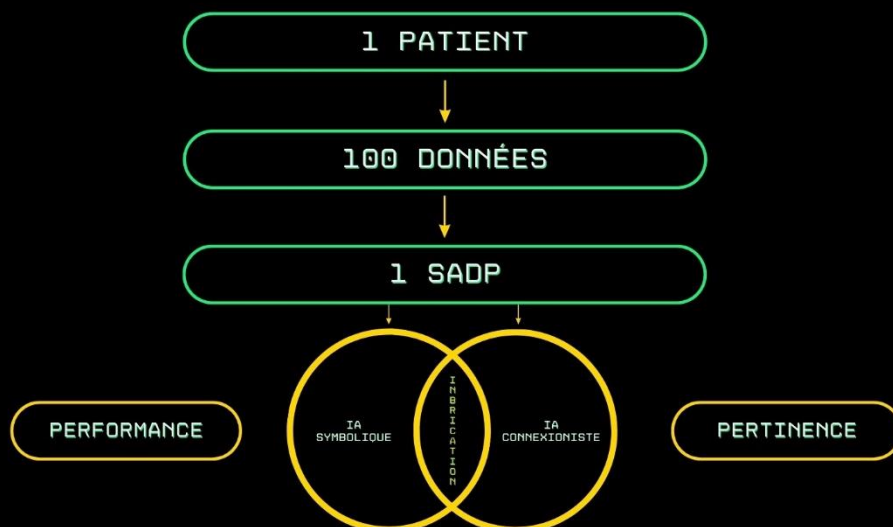 1 PATIENT
100 DONNÉES
1 SADP
PERFORMANCE
IA
SYMBOLIQUE
INBRICATION
IA
CONNEXIONISTE
PERTINENCE